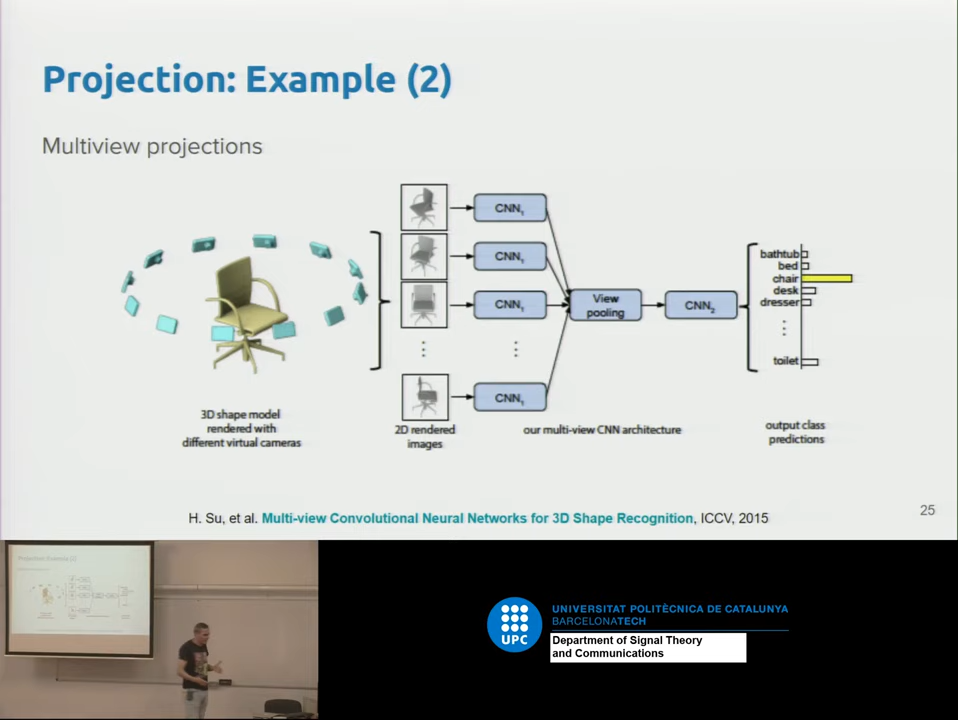 Projection: Example (2)
Multiview projections
CNN₁
CNN₁
CNN₁
CNN₁
View
pooling
CNN₂
bathtub
bed
chair
desk
dresser
toilet
3D shape model
rendered with
different virtual cameras
2D rendered
images
our multi-view CNN architecture
output class
predictions
H. Su, et al. Multi-view Convolutional Neural Networks for 3D Shape Recognition, ICCV, 2015
25
Projection: Example (2)
UPC
UNIVERSITAT POLITÈCNICA DE CATALUNYA
BARCELONATECH
Department of Signal Theory
and Communications